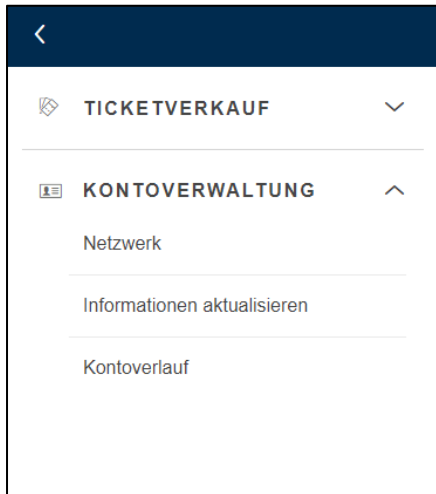 TICKETVERKAUF
KONTOVERWALTUNG
Netzwerk
Informationen aktualisieren
Kontoverlauf